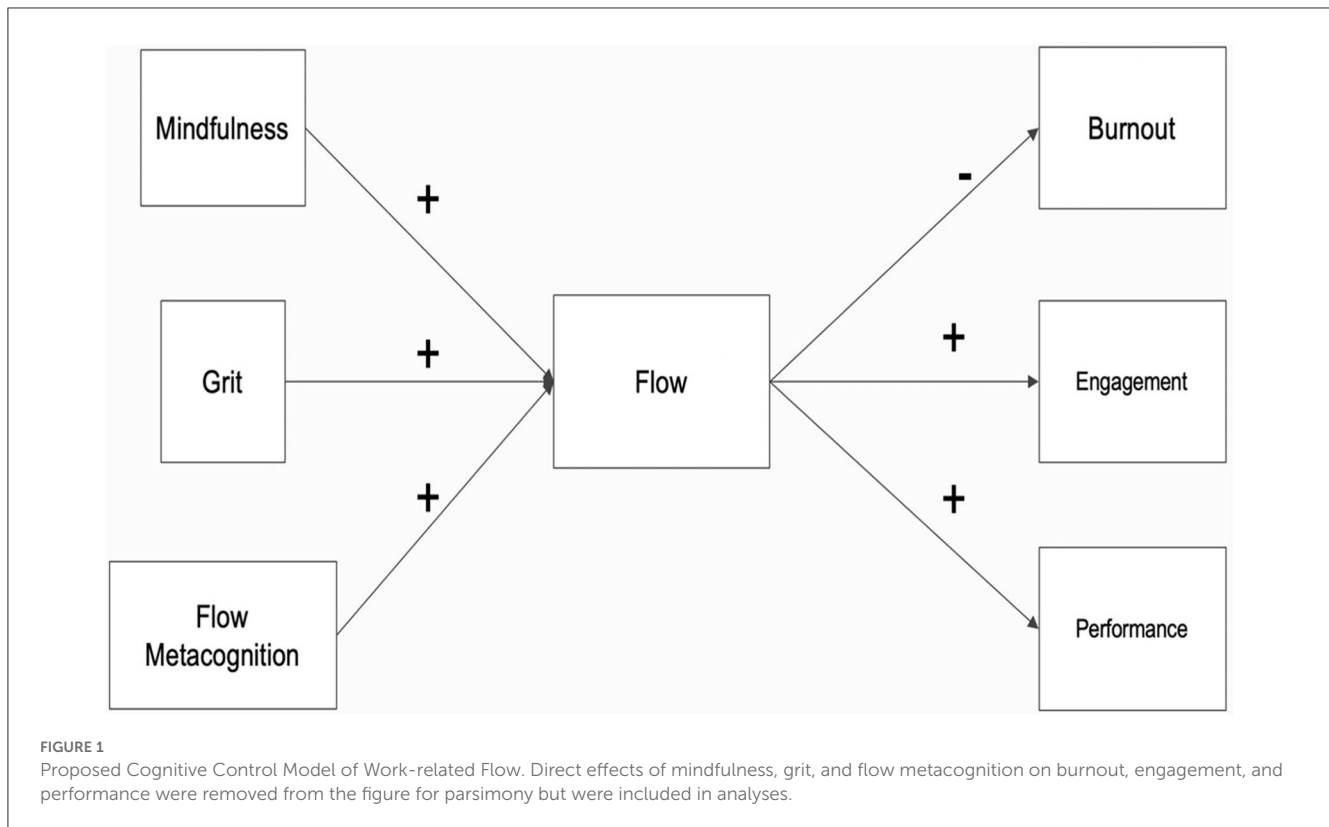 Mindfulness
+
Grit
+
Flow
Metacognition
+
Flow
-
Burnout
+
Engagement
+
Performance
FIGURE 1
Proposed Cognitive Control Model of Work-related Flow. Direct effects of mindfulness, grit, and flow metacognition on burnout, engagement, and
performance were removed from the figure for parsimony but were included in analyses.